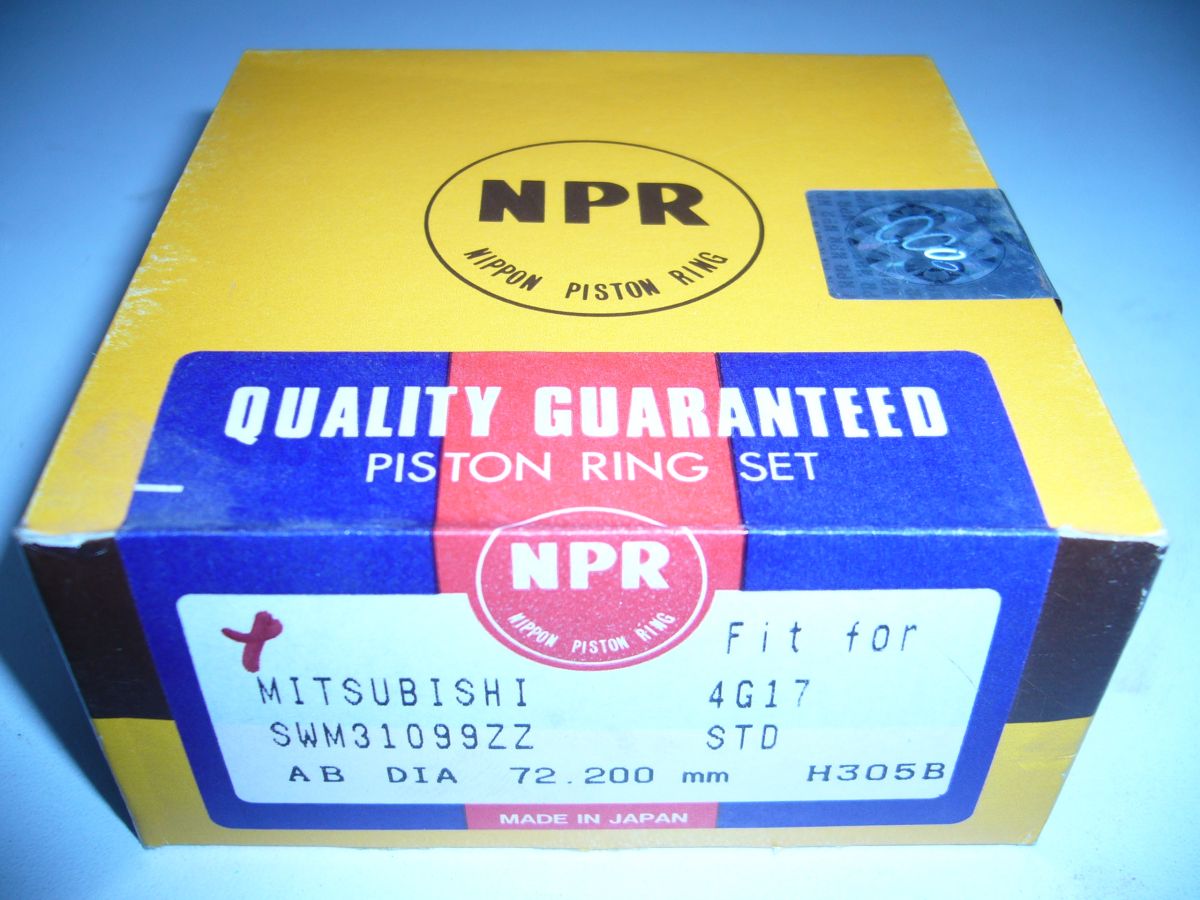 NPR
NIPPON PISTON RING
QUALITY GUARANTEED
PISTON RING SET
NPR
NIPPON PISTON RING
Fit for
MITSUBISHI 4G17
SWM31099ZZ STD
AB DIA 72.200 mm H305B
MADE IN JAPAN